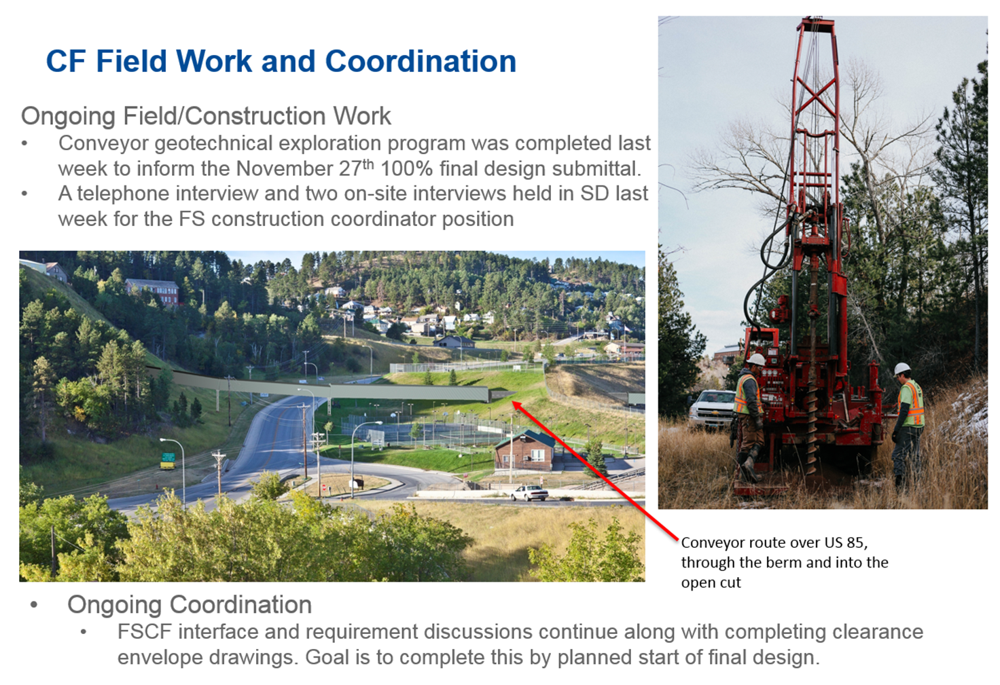 CF Field Work and Coordination
Ongoing Field/Construction Work
• Conveyor geotechnical exploration program was completed last
week to inform the November 27th 100% final design submittal.
• A telephone interview and two on-site interviews held in SD last
week for the FS construction coordinator position
Conveyor route over US 85,
through the berm and into the
open cut
• Ongoing Coordination
• FSCF interface and requirement discussions continue along with completing clearance
envelope drawings. Goal is to complete this by planned start of final design.